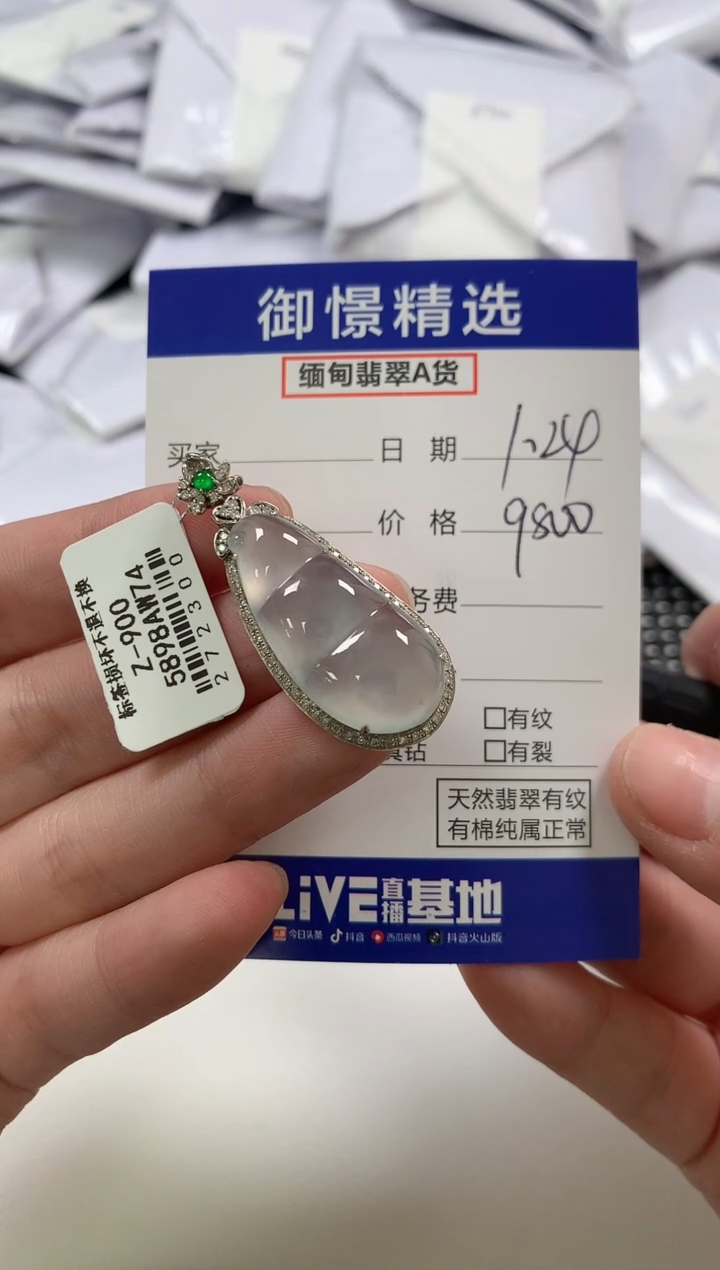 御憬精选
缅甸翡翠A货
买家
日 期 1.24
价 格 9800
务费
□有纹
真钻 □有裂
天然翡翠有纹
有棉纯属正常
LiVE直播基地
今日头条 抖音 西瓜视频 抖音火山版
标签损坏不退不换
Z-900
5898AW74
272300